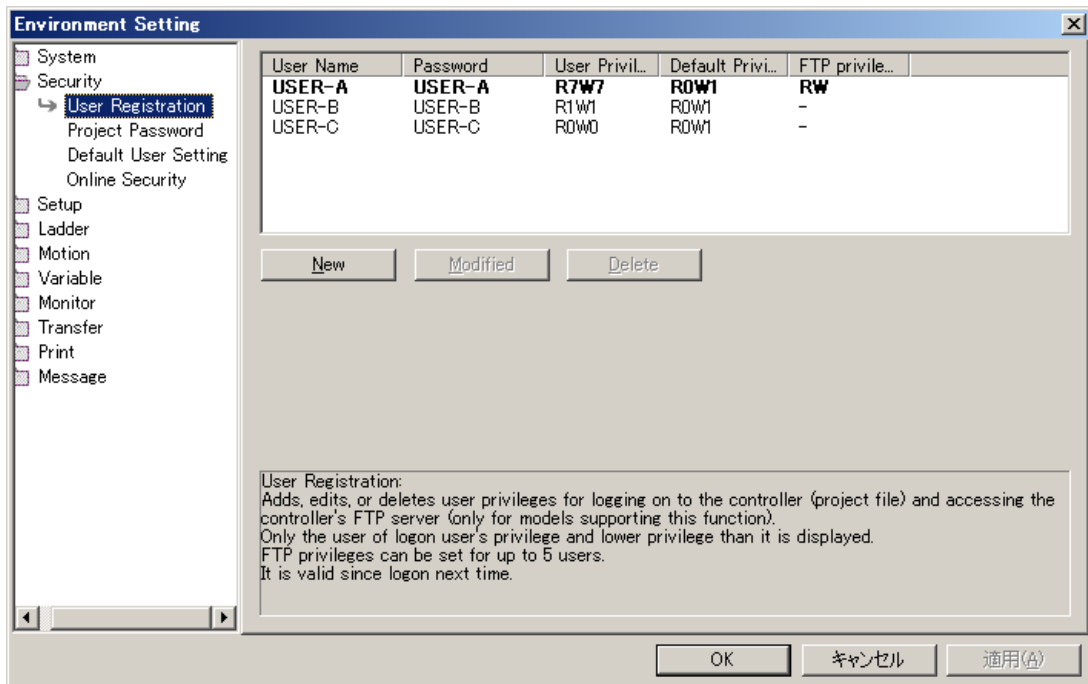 Environment Setting
System
Security
User Registration
Project Password
Default User Setting
Online Security
Setup
Ladder
Motion
Variable
Monitor
Transfer
Print
Message
User Name Password User Privil... Default Privi... FTP privile...
USER-A USER-A R7W7 R0W1 RW
USER-B USER-B R1W1 R0W1 -
USER-C USER-C R0W0 R0W1 -
New Modified Delete
User Registration:
Adds, edits, or deletes user privileges for logging on to the controller (project file) and accessing the
controller's FTP server (only for models supporting this function).
Only the user of logon user's privilege and lower privilege than it is displayed.
FTP privileges can be set for up to 5 users.
It is valid since logon next time.
OK キャンセル 適用(A)